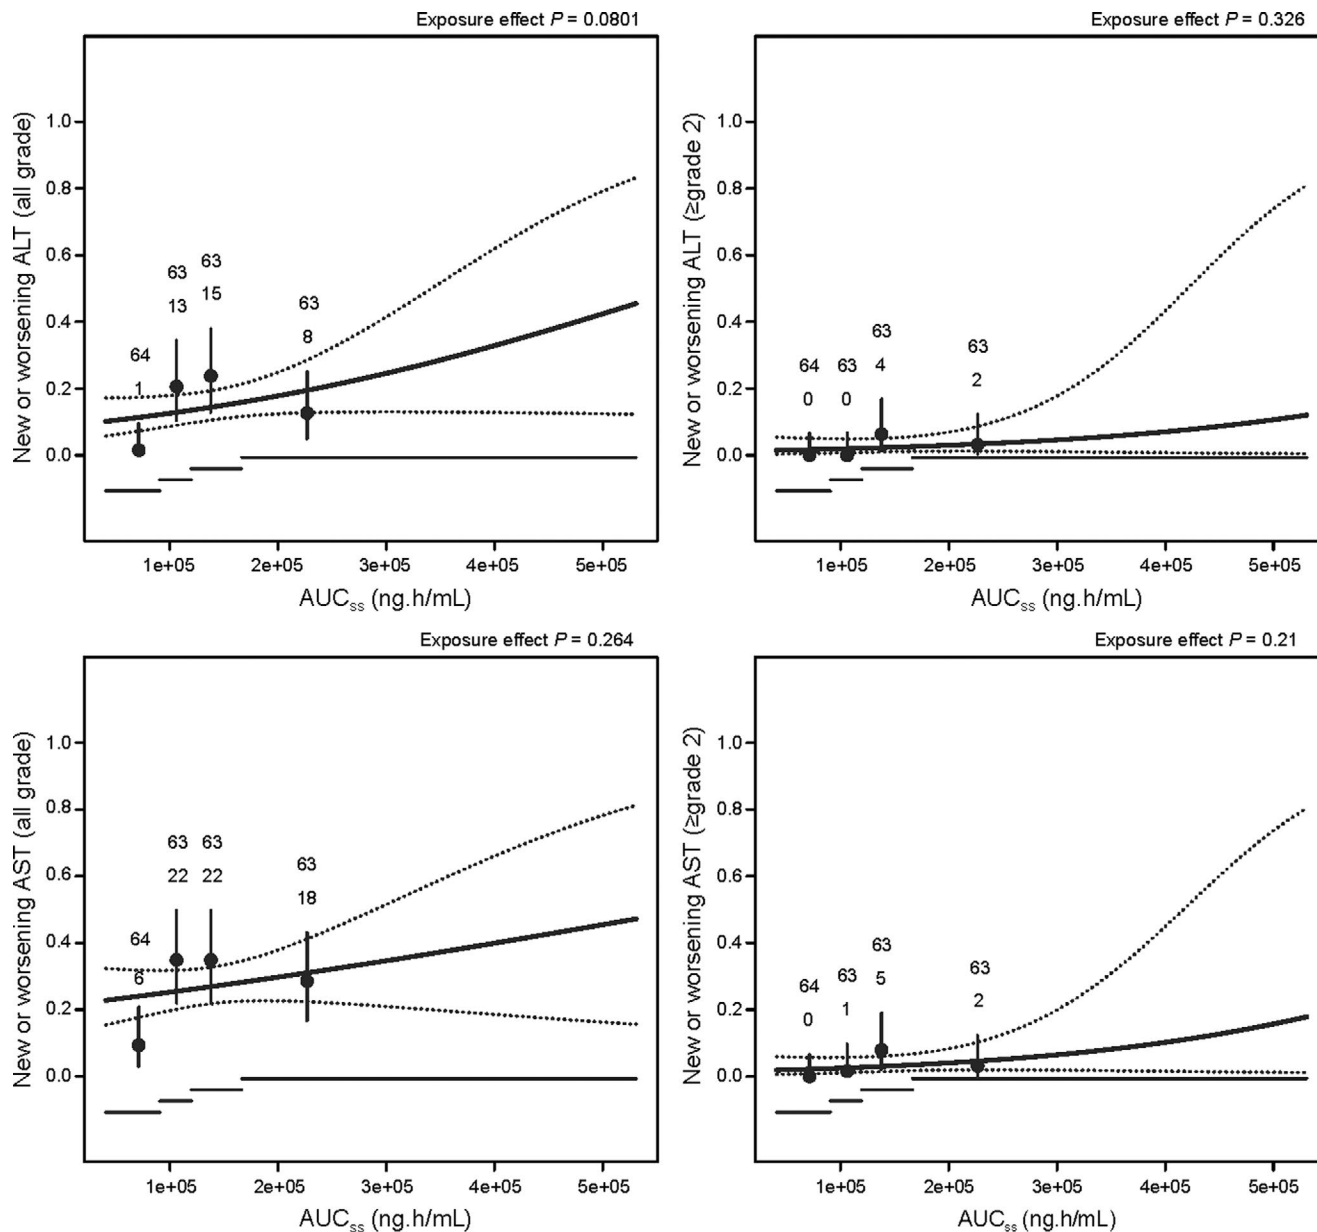 Exposure effect P = 0.0801
New or worsening ALT (all grade)
1.0
0.8
0.6
0.4
0.2
0.0
64
1
63
13
63
15
63
8
1e+05
2e+05
3e+05
4e+05
5e+05
AUCss (ng.h/mL)
Exposure effect P = 0.326
New or worsening ALT (≥grade 2)
1.0
0.8
0.6
0.4
0.2
0.0
64
0
63
0
63
4
63
2
1e+05
2e+05
3e+05
4e+05
5e+05
AUCss (ng.h/mL)
Exposure effect P = 0.264
New or worsening AST (all grade)
1.0
0.8
0.6
0.4
0.2
0.0
64
6
63
22
63
22
63
18
1e+05
2e+05
3e+05
4e+05
5e+05
AUCss (ng.h/mL)
Exposure effect P = 0.21
New or worsening AST (≥grade 2)
1.0
0.8
0.6
0.4
0.2
0.0
64
0
63
1
63
5
63
2
1e+05
2e+05
3e+05
4e+05
5e+05
AUCss (ng.h/mL)